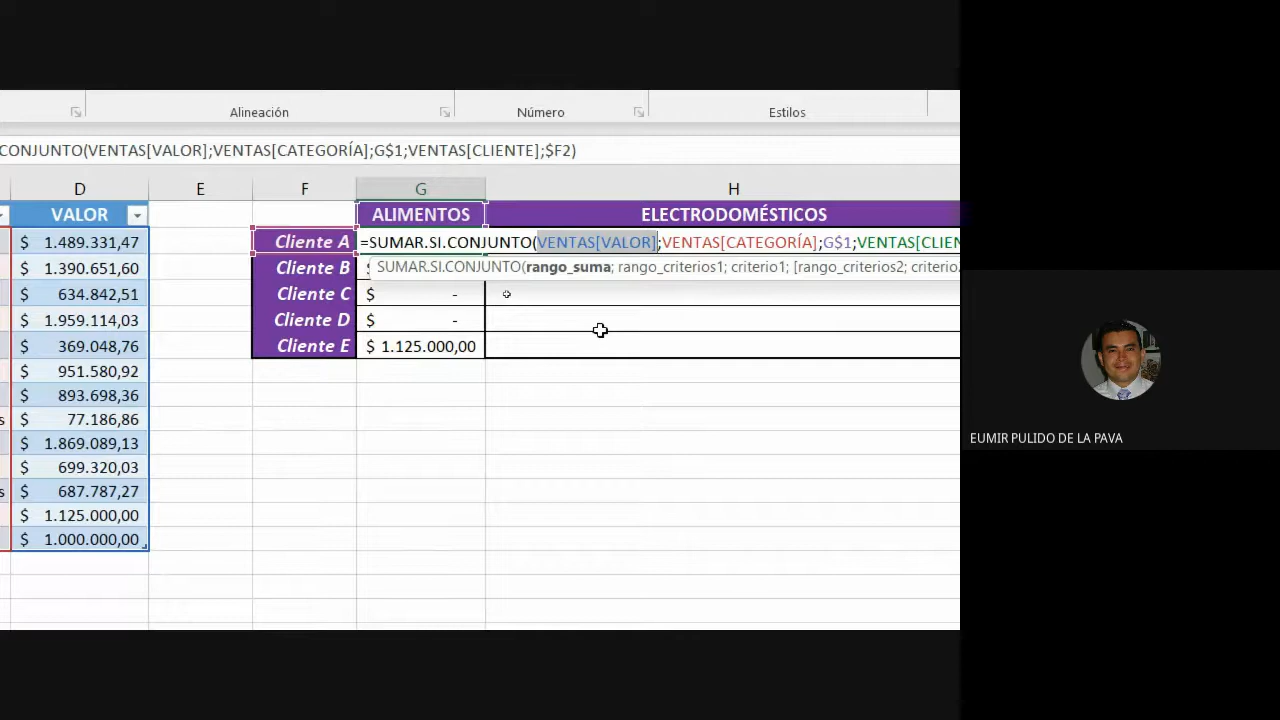 Alineación Número Estilos
CONJUNTO(VENTAS[VALOR];VENTAS[CATEGORÍA];G$1;VENTAS[CLIENTE];$F2)
D E F G H
VALOR ALIMENTOS ELECTRODOMÉSTICOS
$ 1.489.331,47 Cliente A =SUMAR.SI.CONJUNTO(VENTAS[VALOR];VENTAS[CATEGORÍA];G$1;VENTAS[CLIEN
$ 1.390.651,60 Cliente B $ SUMAR.SI.CONJUNTO(rango_suma; rango_criterios1; criterio1; [rango_criterios2; criterio
$ 634.842,51 Cliente C $ -
$ 1.959.114,03 Cliente D $ -
$ 369.048,76 Cliente E $ 1.125.000,00
$ 951.580,92
$ 893.698,36
s $ 77.186,86
$ 1.869.089,13
$ 699.320,03
s $ 687.787,27
$ 1.125.000,00
$ 1.000.000,00
EUMIR PULIDO DE LA PAVA